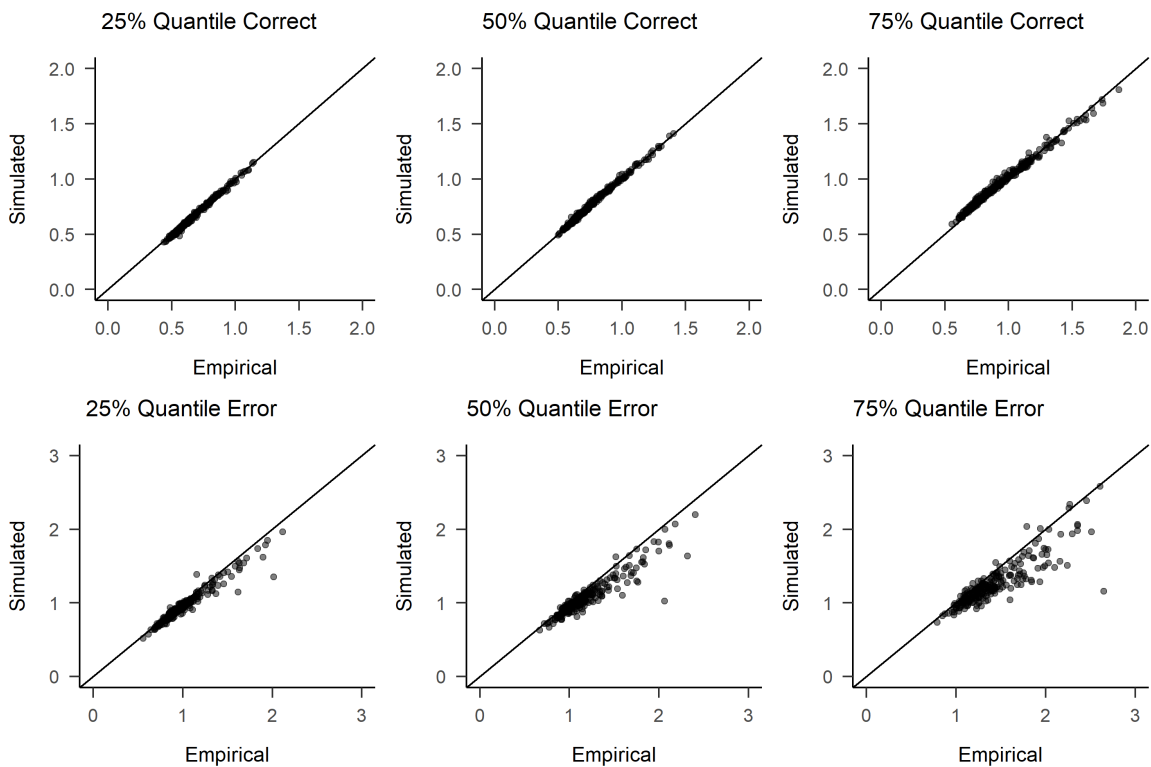 25% Quantile Correct
50% Quantile Correct
75% Quantile Correct
2.0
1.5
1.0
0.5
0.0
Simulated
0.0 0.5 1.0 1.5 2.0
Empirical
2.0
1.5
1.0
0.5
0.0
Simulated
0.0 0.5 1.0 1.5 2.0
Empirical
2.0
1.5
1.0
0.5
0.0
Simulated
0.0 0.5 1.0 1.5 2.0
Empirical
25% Quantile Error
50% Quantile Error
75% Quantile Error
3
2
1
0
Simulated
0 1 2 3
Empirical
3
2
1
0
Simulated
0 1 2 3
Empirical
3
2
1
0
Simulated
0 1 2 3
Empirical